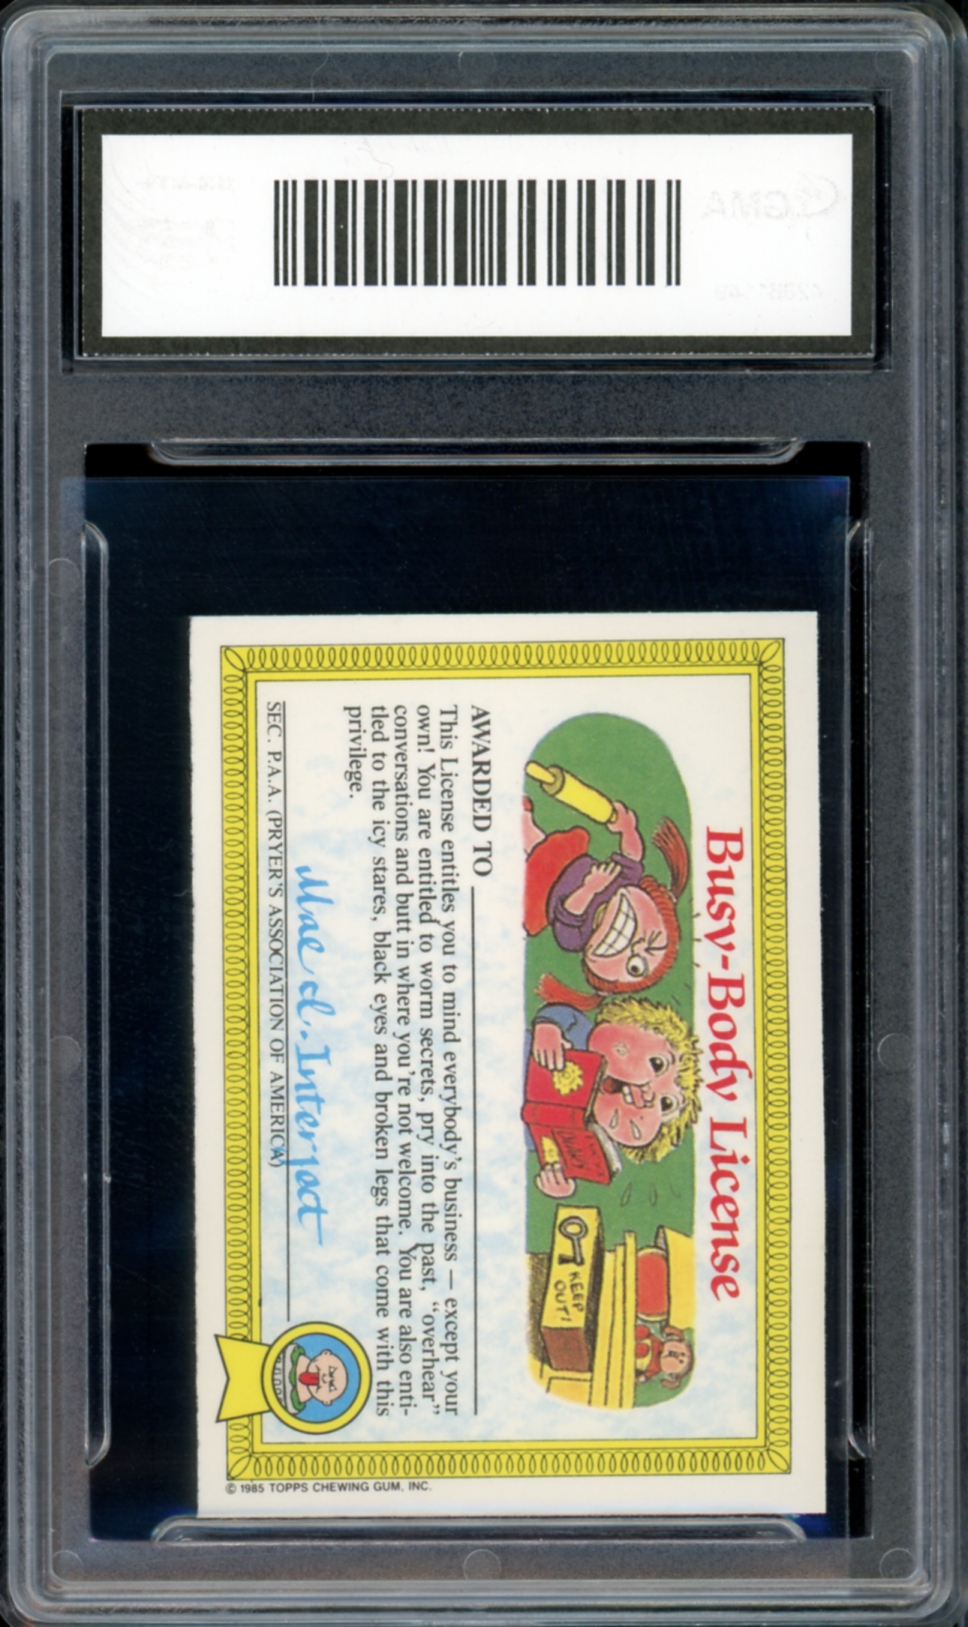 Busy-Body License
DIARY
KEEP
OUT!
AWARDED TO
This License entitles you to mind everybody's business — except your
own! You are entitled to worm secrets, pry into the past, “overhear”
conversations and butt in where you're not welcome. You are also enti-
tled to the icy stares, black eyes and broken legs that come with this
privilege.
Mae d. Interject
SEC. P.A.A. (PRYER'S ASSOCIATION OF AMERICA)
© 1985 TOPPS CHEWING GUM, INC.